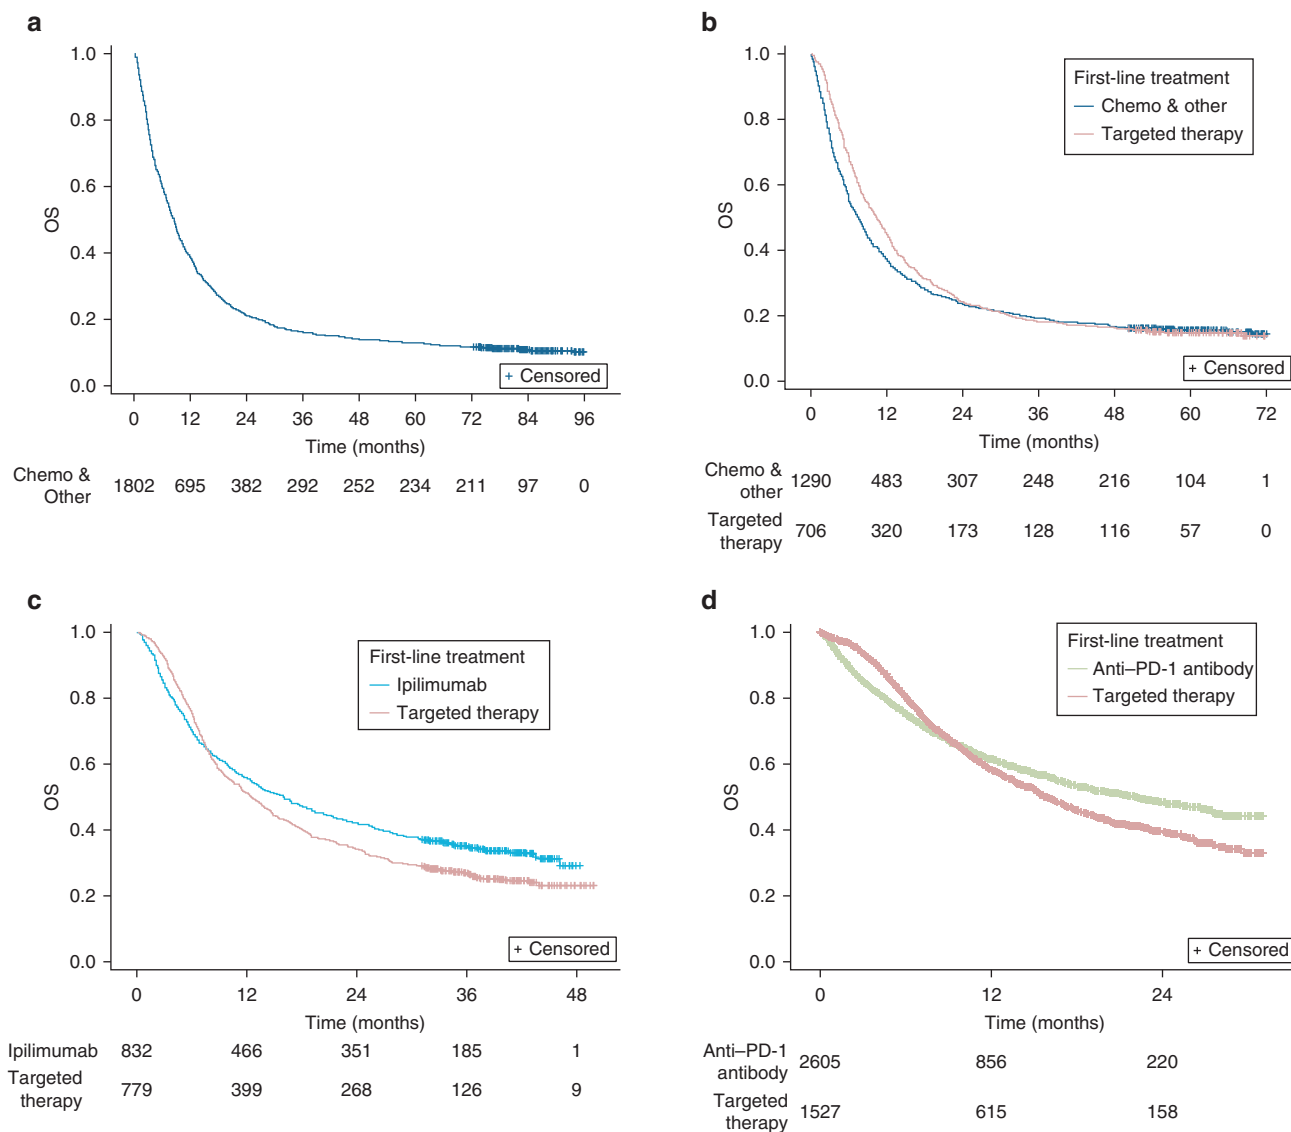 a
1.0
0.8
0.6
0.4
0.2
0.0
OS
+ Censored
0 12 24 36 48 60 72 84 96
Time (months)
Chemo &
Other
1802 695 382 292 252 234 211 97 0
b
1.0
0.8
0.6
0.4
0.2
0.0
OS
First-line treatment
Chemo & other
Targeted therapy
+ Censored
0 12 24 36 48 60 72
Time (months)
Chemo &
other
1290 483 307 248 216 104 1
Targeted
therapy
706 320 173 128 116 57 0
c
1.0
0.8
0.6
0.4
0.2
0.0
OS
First-line treatment
Ipilimumab
Targeted therapy
+ Censored
0 12 24 36 48
Time (months)
Ipilimumab 832 466 351 185 1
Targeted
therapy
779 399 268 126 9
d
1.0
0.8
0.6
0.4
0.2
0.0
OS
First-line treatment
Anti–PD-1 antibody
Targeted therapy
+ Censored
0 12 24
Time (months)
Anti–PD-1
antibody
2605 856 220
Targeted
therapy
1527 615 158